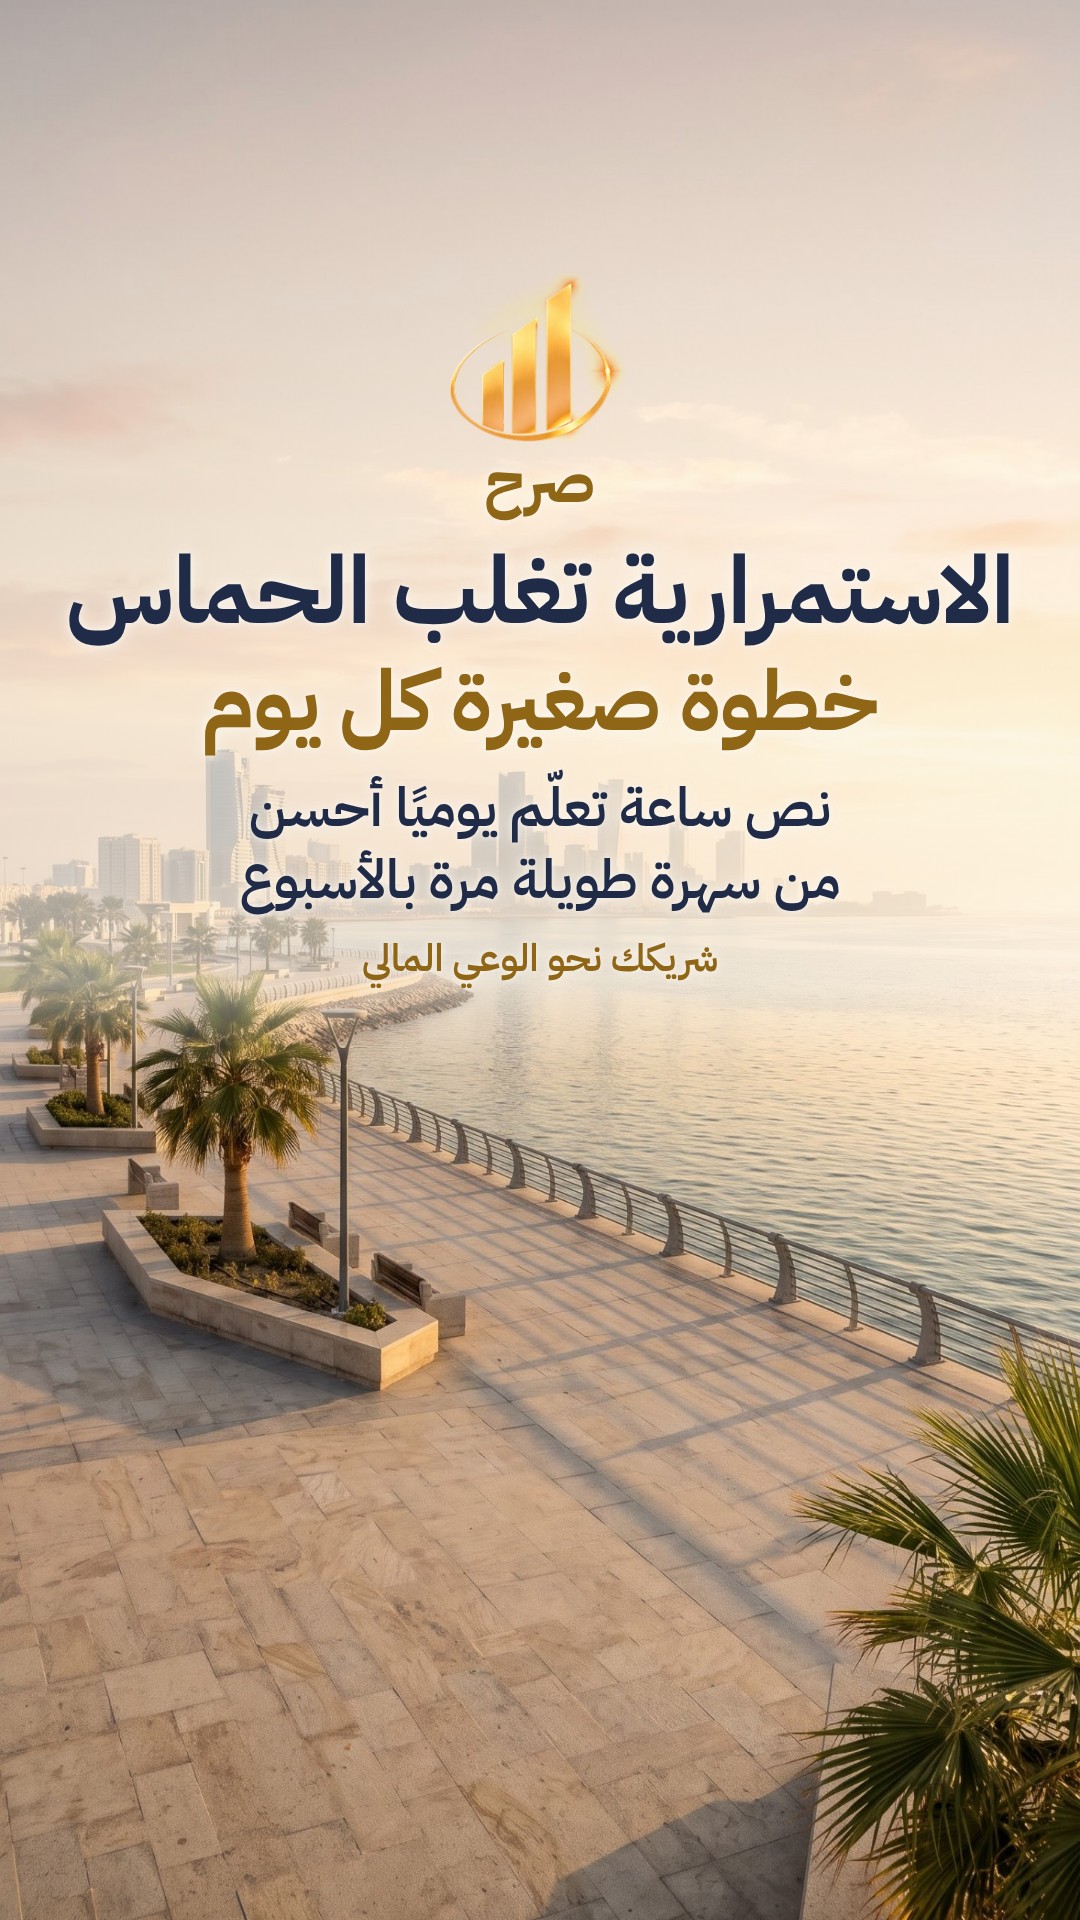 صرح
الاستمرارية تغلب الحماس
خطوة صغيرة كل يوم
نص ساعة تعلّم يوميًا أحسن
من سهرة طويلة مرة بالأسبوع
شريكك نحو الوعي المالي